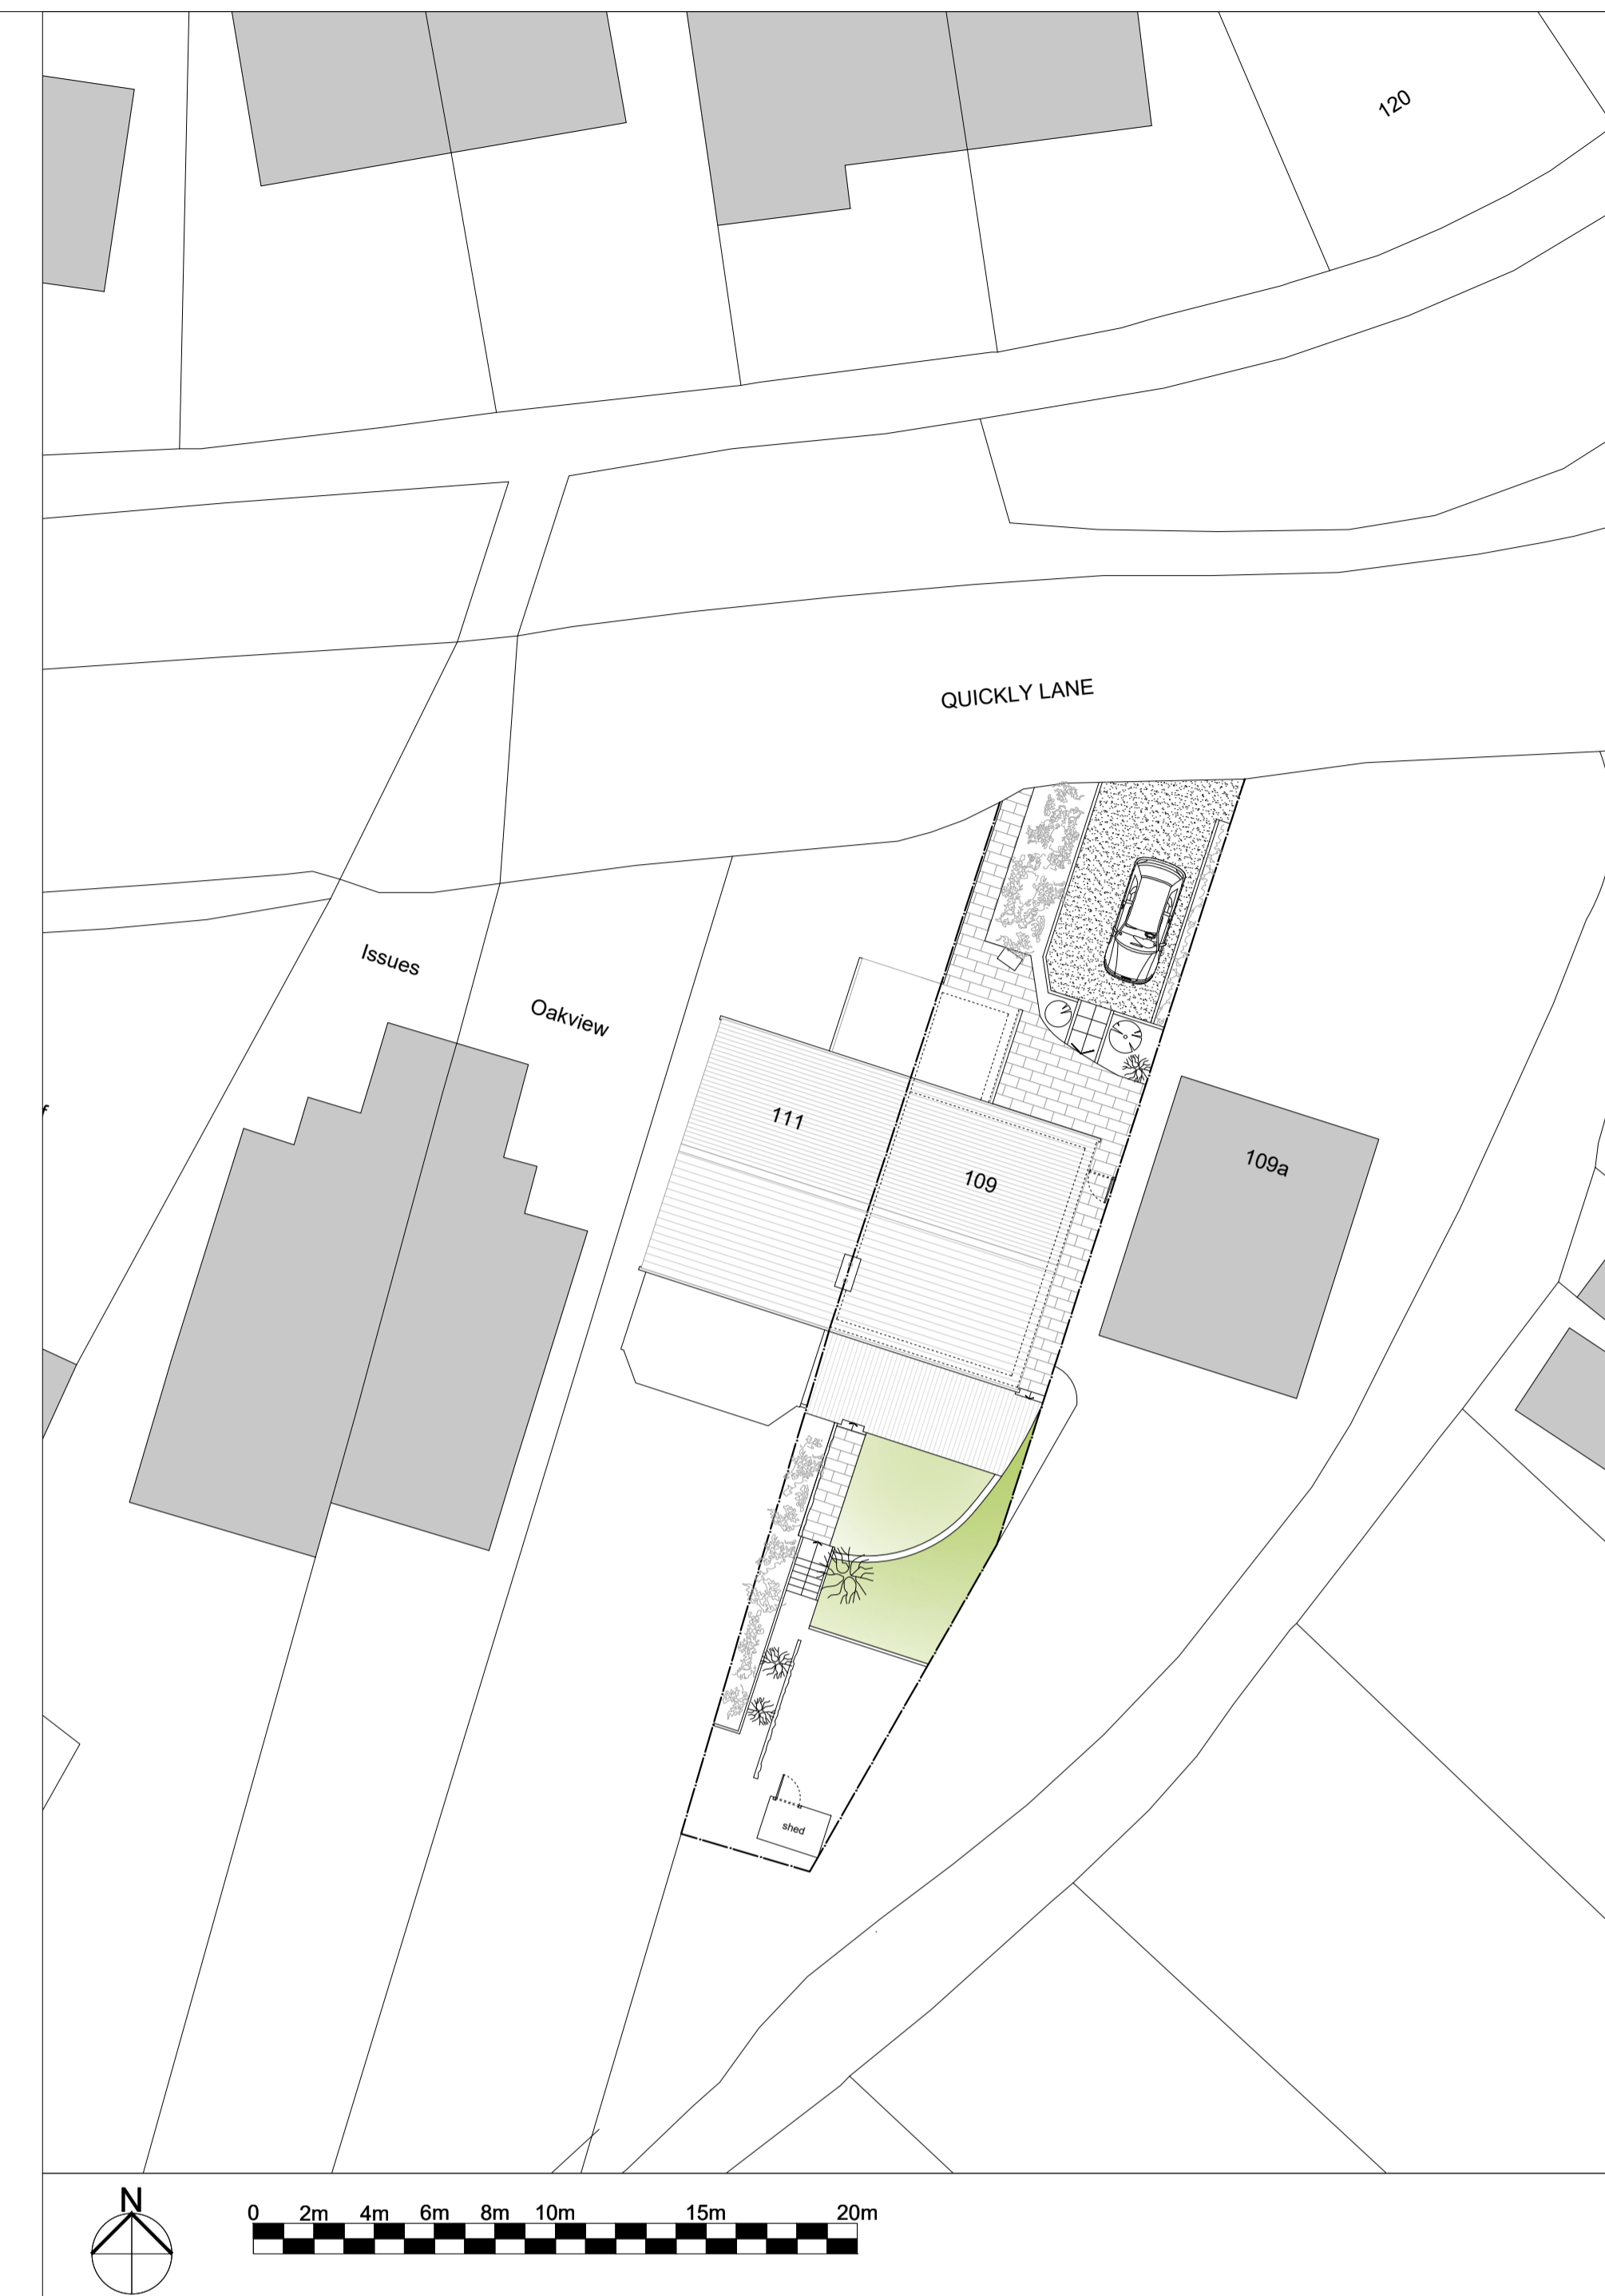 120
QUICKLY LANE
Issues
Oakview
f
111
109
109a
shed
N
0 2m 4m 6m 8m 10m 15m 20m